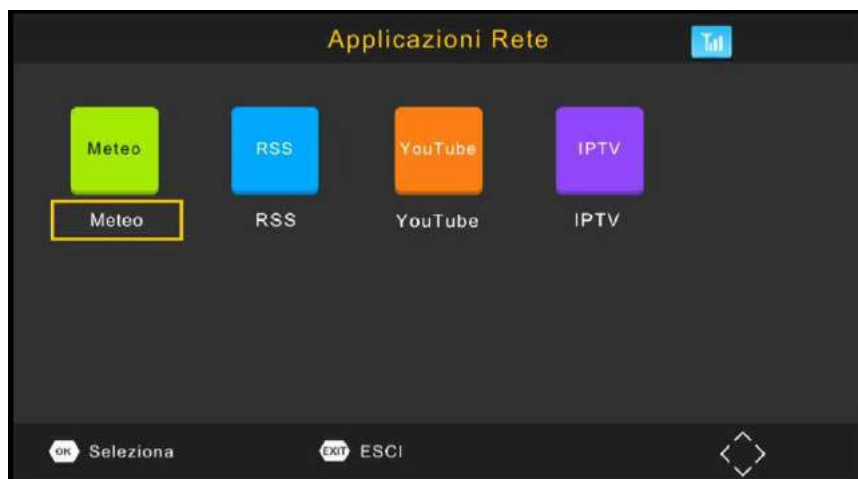 Applicazioni Rete
Meteo RSS YouTube IPTV
Meteo RSS YouTube IPTV
OK Seleziona EXIT ESCI